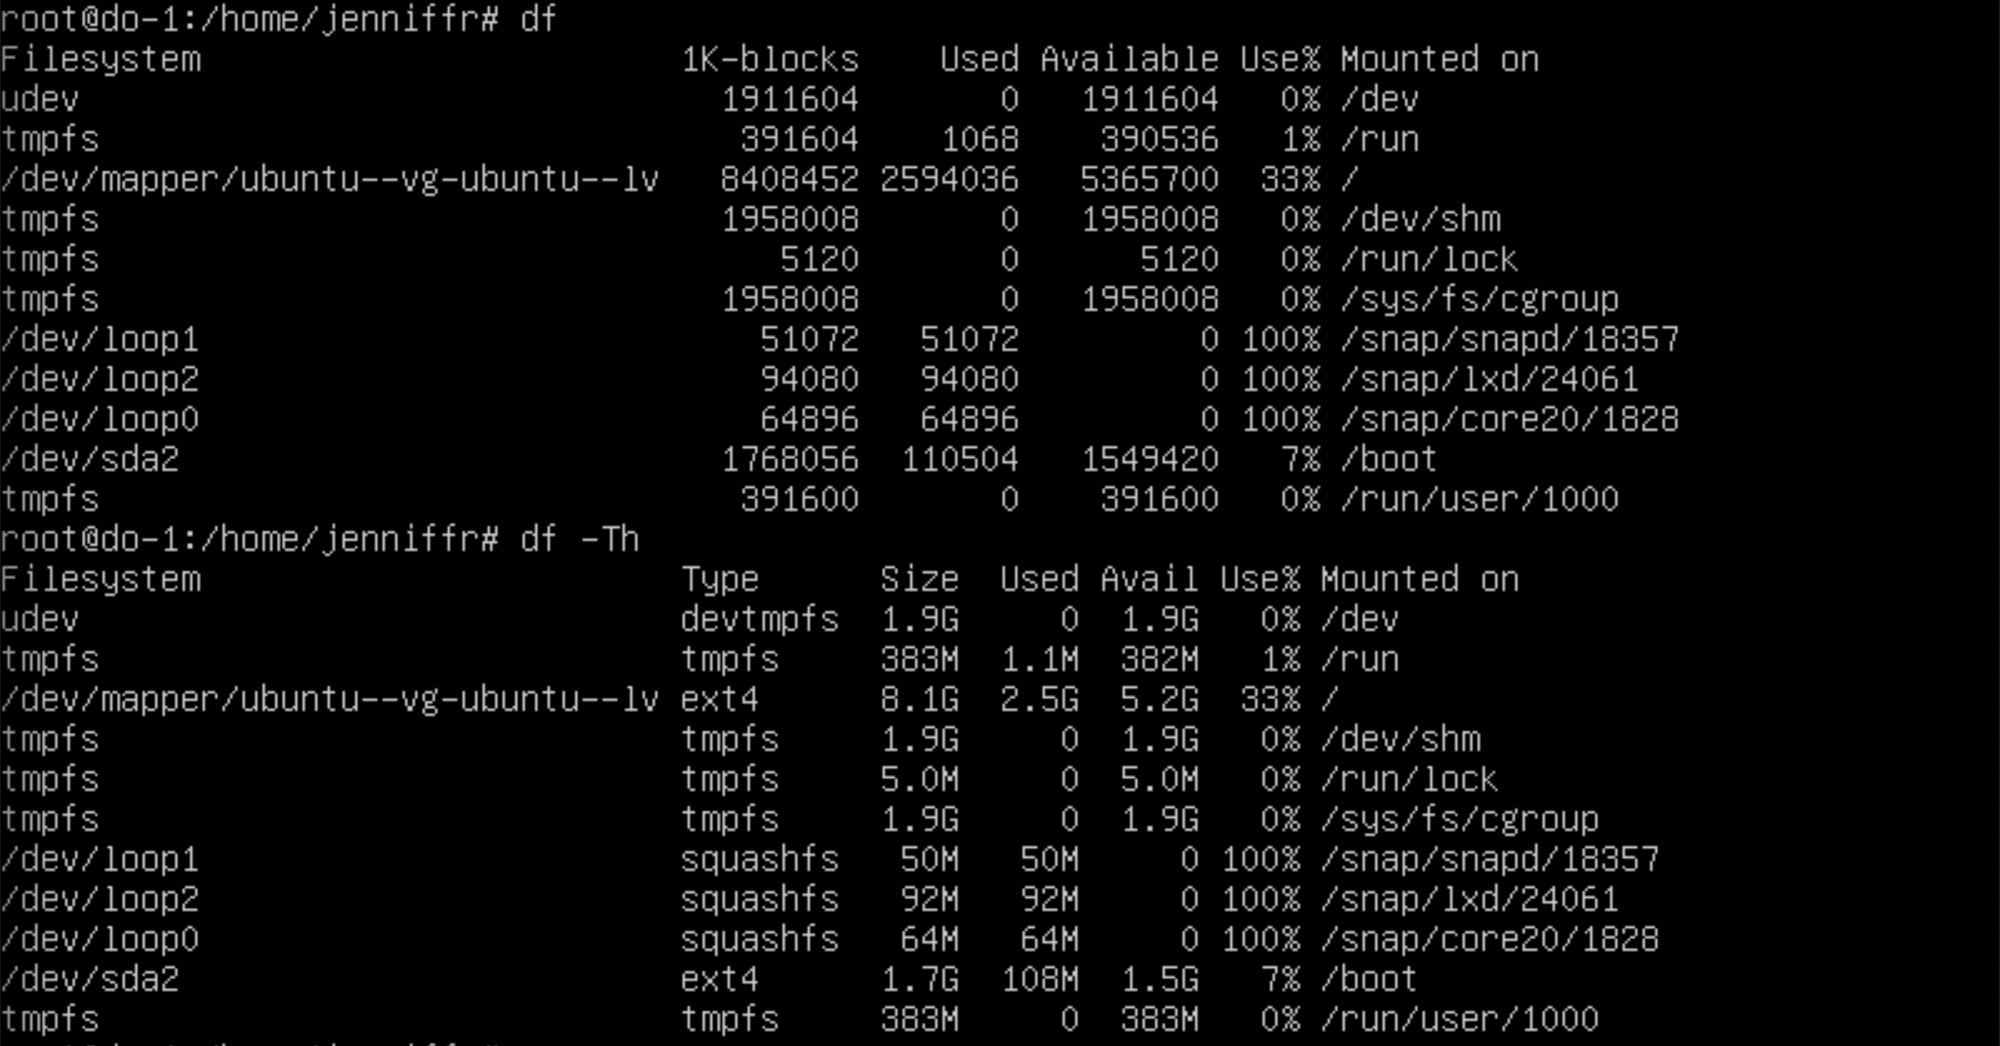 root@do-1:/home/jenniffr# df
Filesystem 1K-blocks Used Available Use% Mounted on
udev 1911604 0 1911604 0% /dev
tmpfs 391604 1068 390536 1% /run
/dev/mapper/ubuntu--vg-ubuntu--lv 8408452 2594036 5365700 33% /
tmpfs 1958008 0 1958008 0% /dev/shm
tmpfs 5120 0 5120 0% /run/lock
tmpfs 1958008 0 1958008 0% /sys/fs/cgroup
/dev/loop1 51072 51072 0 100% /snap/snapd/18357
/dev/loop2 94080 94080 0 100% /snap/lxd/24061
/dev/loop0 64896 64896 0 100% /snap/core20/1828
/dev/sda2 1768056 110504 1549420 7% /boot
tmpfs 391600 0 391600 0% /run/user/1000
root@do-1:/home/jenniffr# df -Th
Filesystem Type Size Used Avail Use% Mounted on
udev devtmpfs 1.9G 0 1.9G 0% /dev
tmpfs tmpfs 383M 1.1M 382M 1% /run
/dev/mapper/ubuntu--vg-ubuntu--lv ext4 8.1G 2.5G 5.2G 33% /
tmpfs tmpfs 1.9G 0 1.9G 0% /dev/shm
tmpfs tmpfs 5.0M 0 5.0M 0% /run/lock
tmpfs tmpfs 1.9G 0 1.9G 0% /sys/fs/cgroup
/dev/loop1 squashfs 50M 50M 0 100% /snap/snapd/18357
/dev/loop2 squashfs 92M 92M 0 100% /snap/lxd/24061
/dev/loop0 squashfs 64M 64M 0 100% /snap/core20/1828
/dev/sda2 ext4 1.7G 108M 1.5G 7% /boot
tmpfs tmpfs 383M 0 383M 0% /run/user/1000